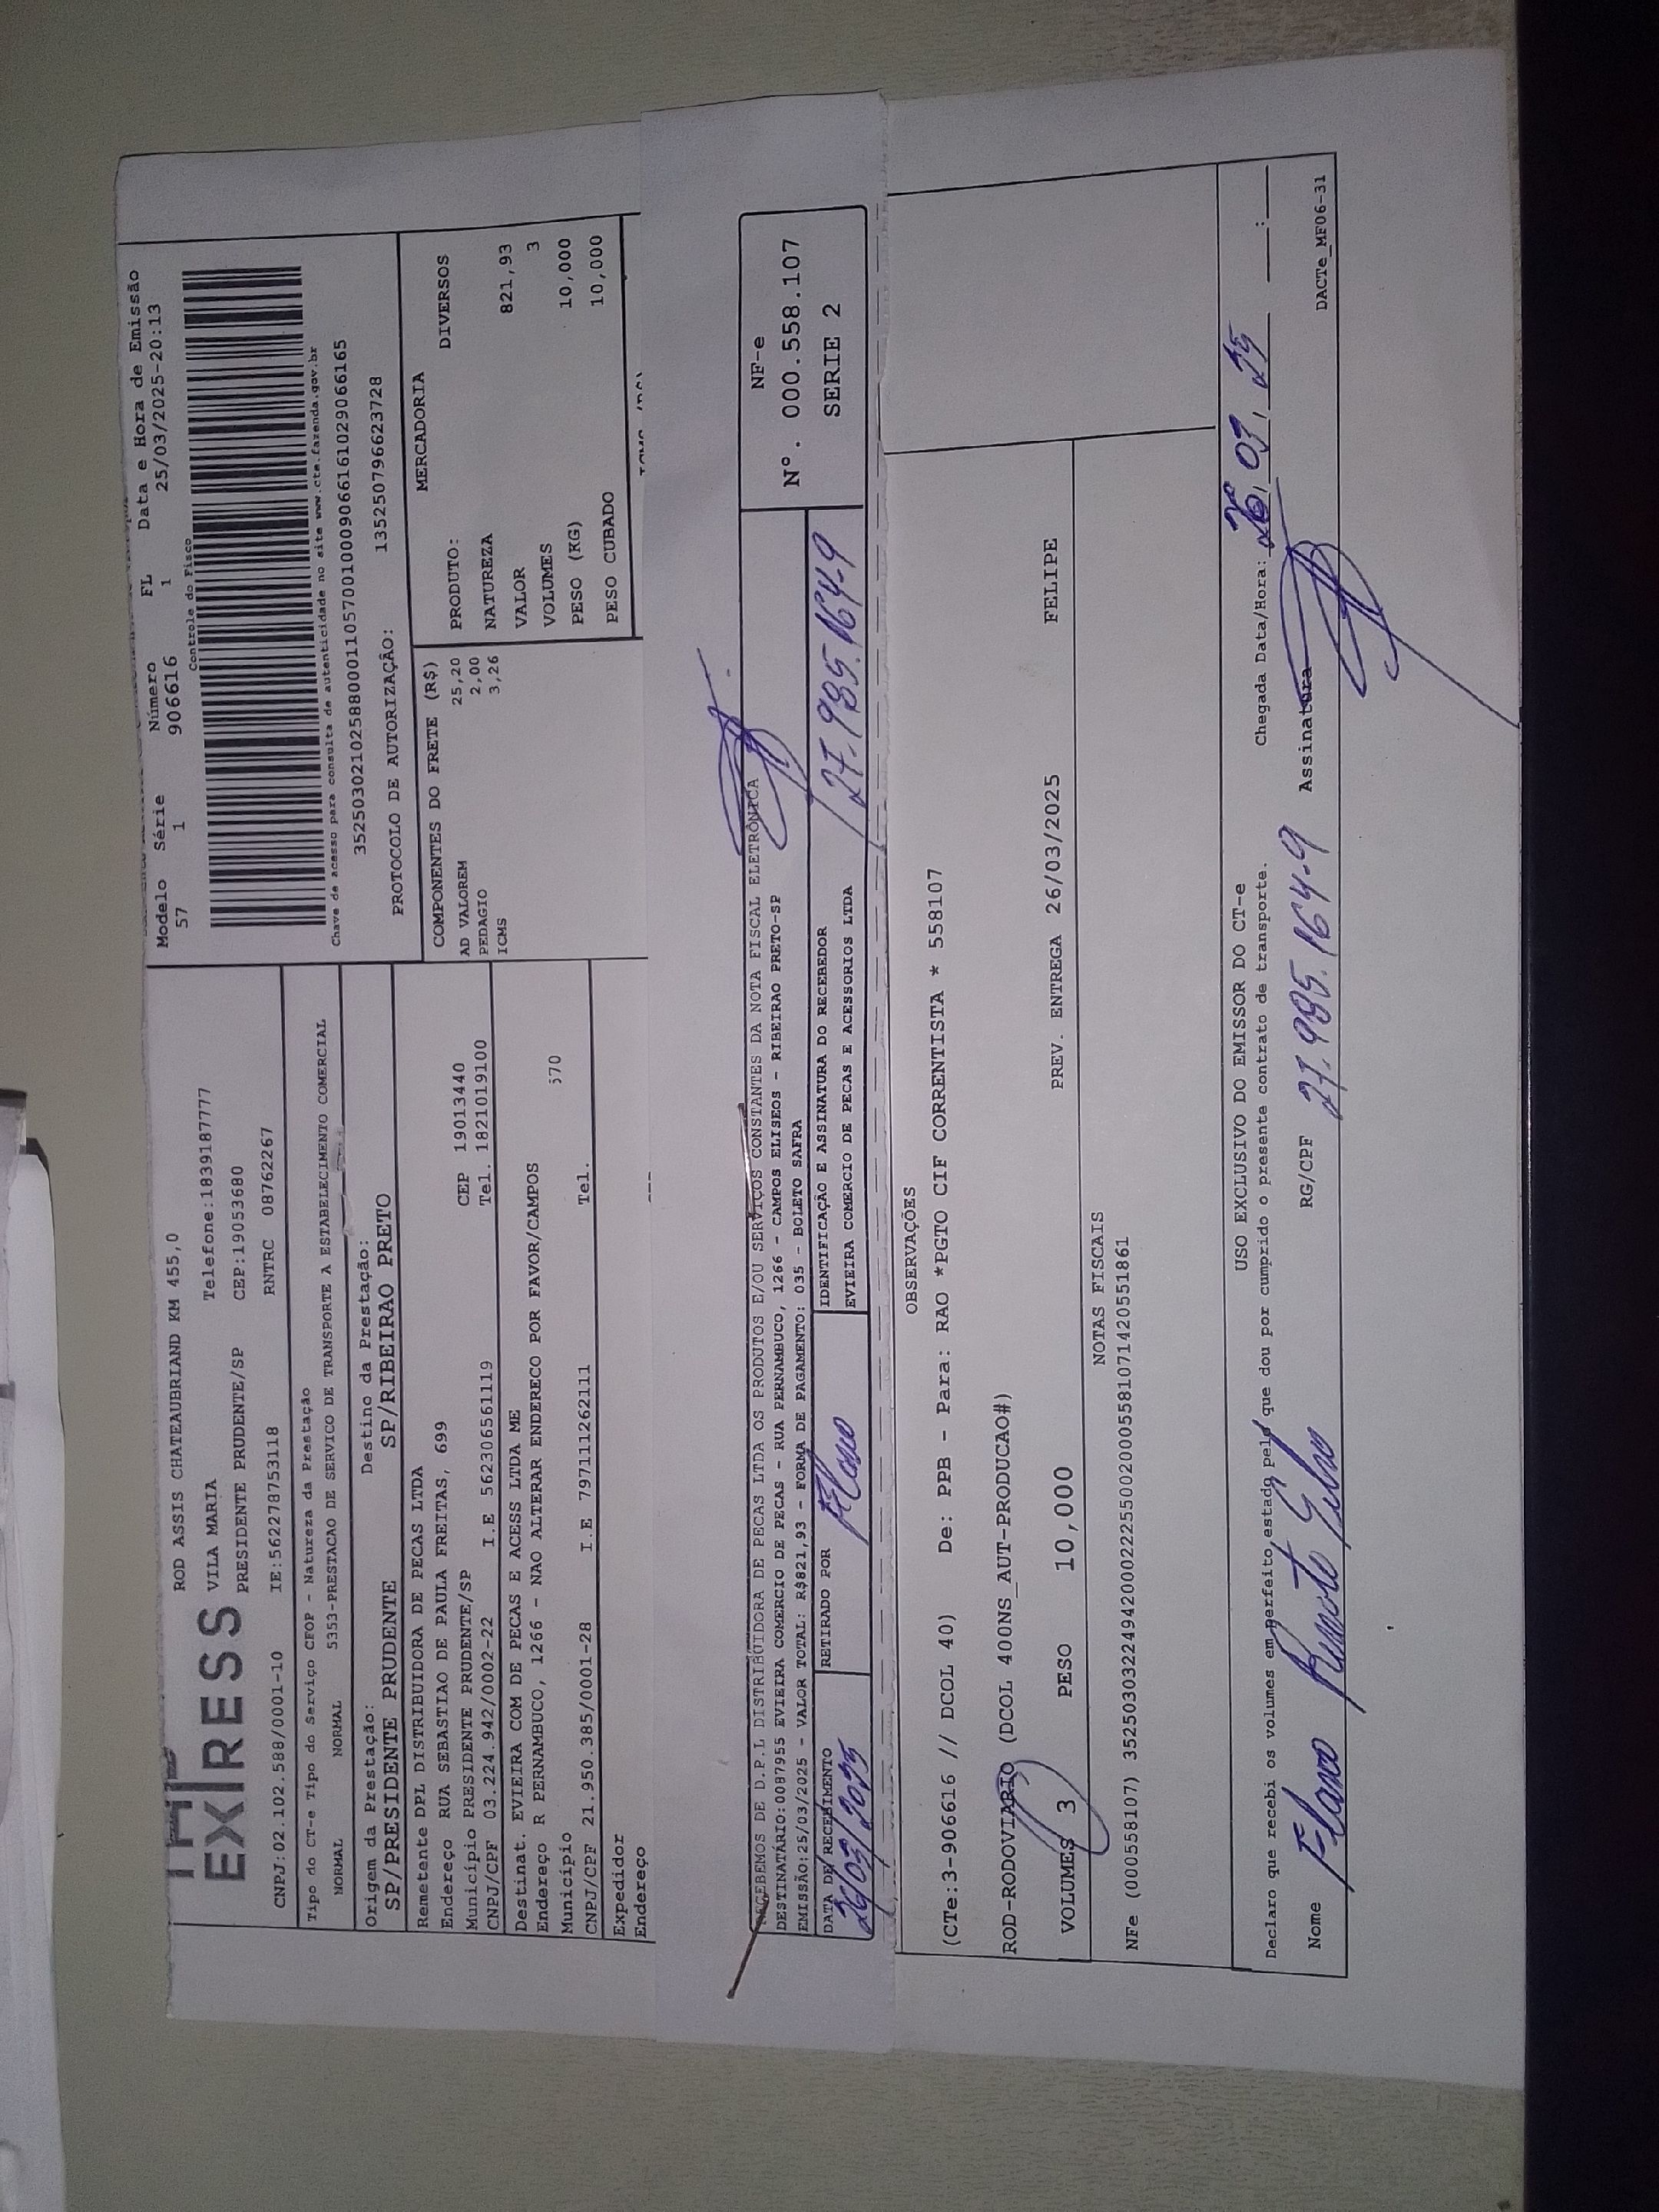 EXPRESS
ROD ASSIS CHATEAUBRIAND KM 455,0
VILA MARIA Telefone:1839187777
PRESIDENTE PRUDENTE/SP CEP:19053680
CNPJ:02.102.588/0001-10 IE:562278753118 RNTRC 08762267
Tipo do CT-e Tipo do Serviço CFOP - Natureza da Prestação
NORMAL NORMAL 5353-PRESTACAO DE SERVICO DE TRANSPORTE A ESTABELECIMENTO COMERCIAL
Origem da Prestação: Destino da Prestação:
SP/PRESIDENTE PRUDENTE SP/RIBEIRAO PRETO
Remetente DPL DISTRIBUIDORA DE PECAS LTDA
Endereço RUA SEBASTIAO DE PAULA FREITAS, 699
Município PRESIDENTE PRUDENTE/SP CEP 19013440
CNPJ/CPF 03.224.942/0002-22 I.E 562306561119 Tel. 1821019100
Destinat. EVIEIRA COM DE PECAS E ACESS LTDA ME
Endereço R PERNAMBUCO, 1266 - NAO ALTERAR ENDERECO POR FAVOR/CAMPOS
Município 570
CNPJ/CPF 21.950.385/0001-28 I.E 797111262111 Tel.
Expedidor
Endereço
Modelo Série Número FL Data e Hora de Emissão
57 1 906616 1 25/03/2025-20:13
Controle do Fisco
Chave de acesso para consulta de autenticidade no site www.cte.fazenda.gov.br
35250302102588000110570010009066161029066165
PROTOCOLO DE AUTORIZAÇÃO: 135250796623728
COMPONENTES DO FRETE (R$)
AD VALOREM 25,20
PEDAGIO 2,00
ICMS 3,26
MERCADORIA
PRODUTO:
NATUREZA DIVERSOS
VALOR 821,93
VOLUMES 3
PESO (KG) 10,000
PESO CUBADO 10,000
RECEBEMOS DE D.P.L DISTRIBUIDORA DE PECAS LTDA OS PRODUTOS E/OU SERVIÇOS CONSTANTES DA NOTA FISCAL ELETRÔNICA
DESTINATÁRIO:0087955 EVIEIRA COMERCIO DE PECAS - RUA PERNAMBUCO, 1266 - CAMPOS ELISEOS - RIBEIRAO PRETO-SP
EMISSÃO:25/03/2025 - VALOR TOTAL: R$821,93 - FORMA DE PAGAMENTO: 035 - BOLETO SAFRA
DATA DE RECEBIMENTO RETIRADO POR IDENTIFICAÇÃO E ASSINATURA DO RECEBEDOR
EVIEIRA COMERCIO DE PECAS E ACESSORIOS LTDA
26/03/2025 27.985.164-9
NF-e
Nº. 000.558.107
SERIE 2
OBSERVAÇÕES
(CTe:3-906616 // DCOL 40) De: PPB - Para: RAO *PGTO CIF CORRENTISTA * 558107
ROD-RODOVIARIO (DCOL 400NS_AUT-PRODUCAO#)
VOLUMES 3 PESO 10,000 PREV. ENTREGA 26/03/2025 FELIPE
NOTAS FISCAIS
NFe (000558107) 35250303224942000222550020005581071420551861
USO EXCLUSIVO DO EMISSOR DO CT-e
Declaro que recebi os volumes em perfeito estado pelo que dou por cumprido o presente contrato de transporte. Chegada Data/Hora: 26/03/25 :
Nome RG/CPF 27.985.164-9 Assinatura
DACTe_MF06-31